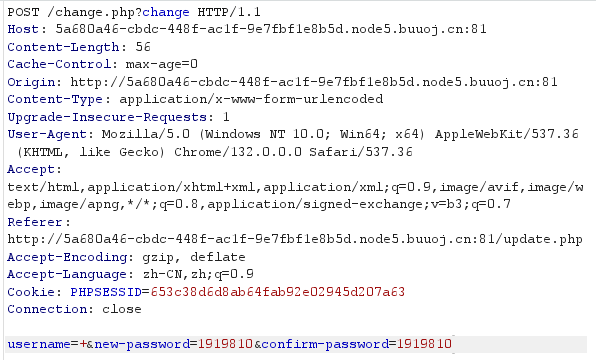 POST /change.php?change HTTP/1.1
Host: 5a680a46-cbdc-448f-ac1f-9e7fbf1e8b5d.node5.buuoj.cn:81
Content-Length: 56
Cache-Control: max-age=0
Origin: http://5a680a46-cbdc-448f-ac1f-9e7fbf1e8b5d.node5.buuoj.cn:81
Content-Type: application/x-www-form-urlencoded
Upgrade-Insecure-Requests: 1
User-Agent: Mozilla/5.0 (Windows NT 10.0; Win64; x64) AppleWebKit/537.36
(KHTML, like Gecko) Chrome/132.0.0.0 Safari/537.36
Accept:
text/html,application/xhtml+xml,application/xml;q=0.9,image/avif,image/w
ebp,image/apng,*/*;q=0.8,application/signed-exchange;v=b3;q=0.7
Referer:
http://5a680a46-cbdc-448f-ac1f-9e7fbf1e8b5d.node5.buuoj.cn:81/update.php
Accept-Encoding: gzip, deflate
Accept-Language: zh-CN,zh;q=0.9
Cookie: PHPSESSID=653c38d6d8ab64fab92e02945d207a63
Connection: close
username=+&new-password=1919810&confirm-password=1919810